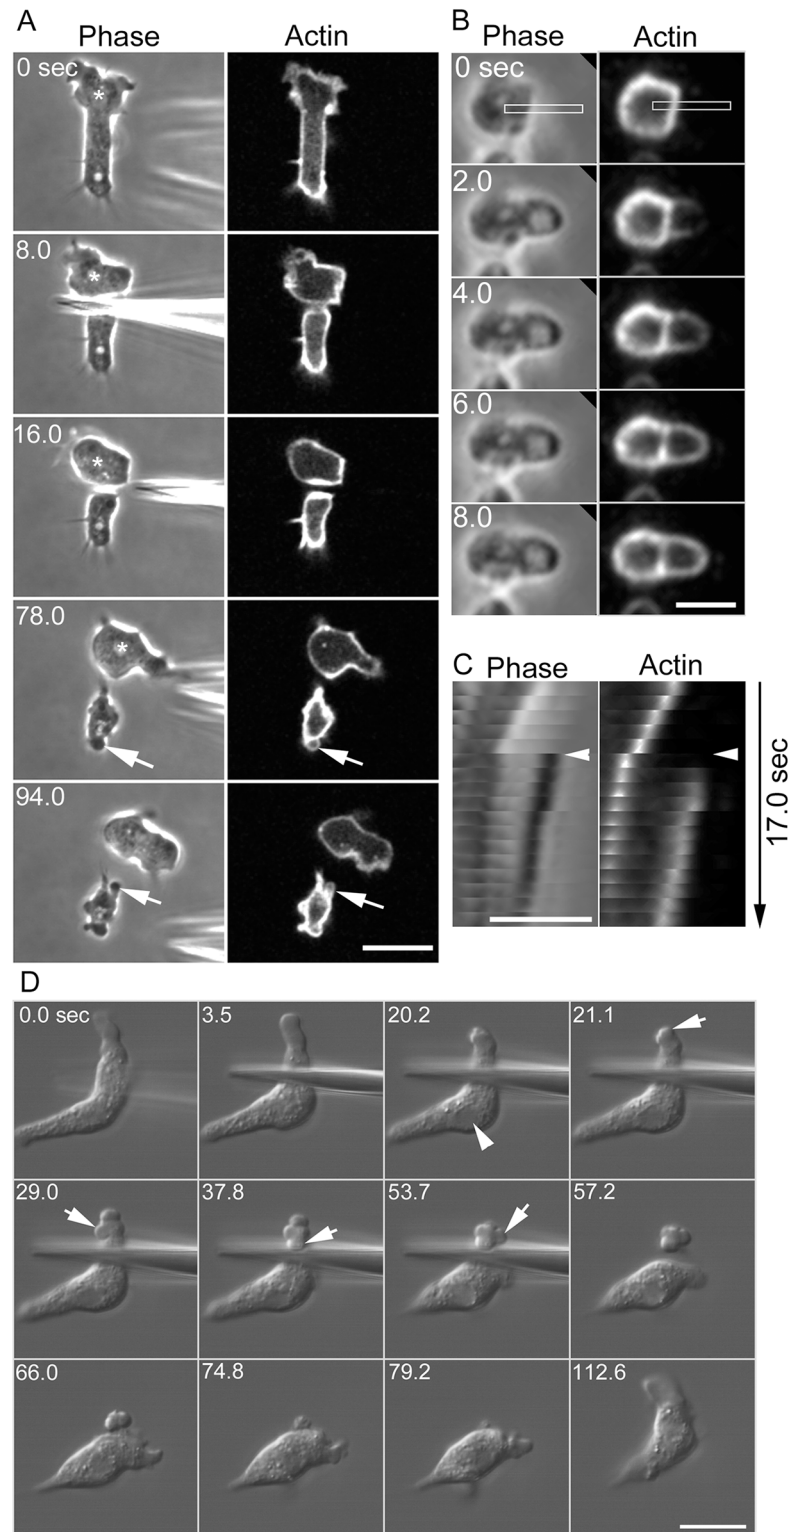 A
Phase Actin
0 sec
8.0
16.0
78.0
94.0
B
Phase Actin
0 sec
2.0
4.0
6.0
8.0
C Phase Actin
17.0 sec
D
0.0 sec 3.5 20.2 21.1
29.0 37.8 53.7 57.2
66.0 74.8 79.2 112.6